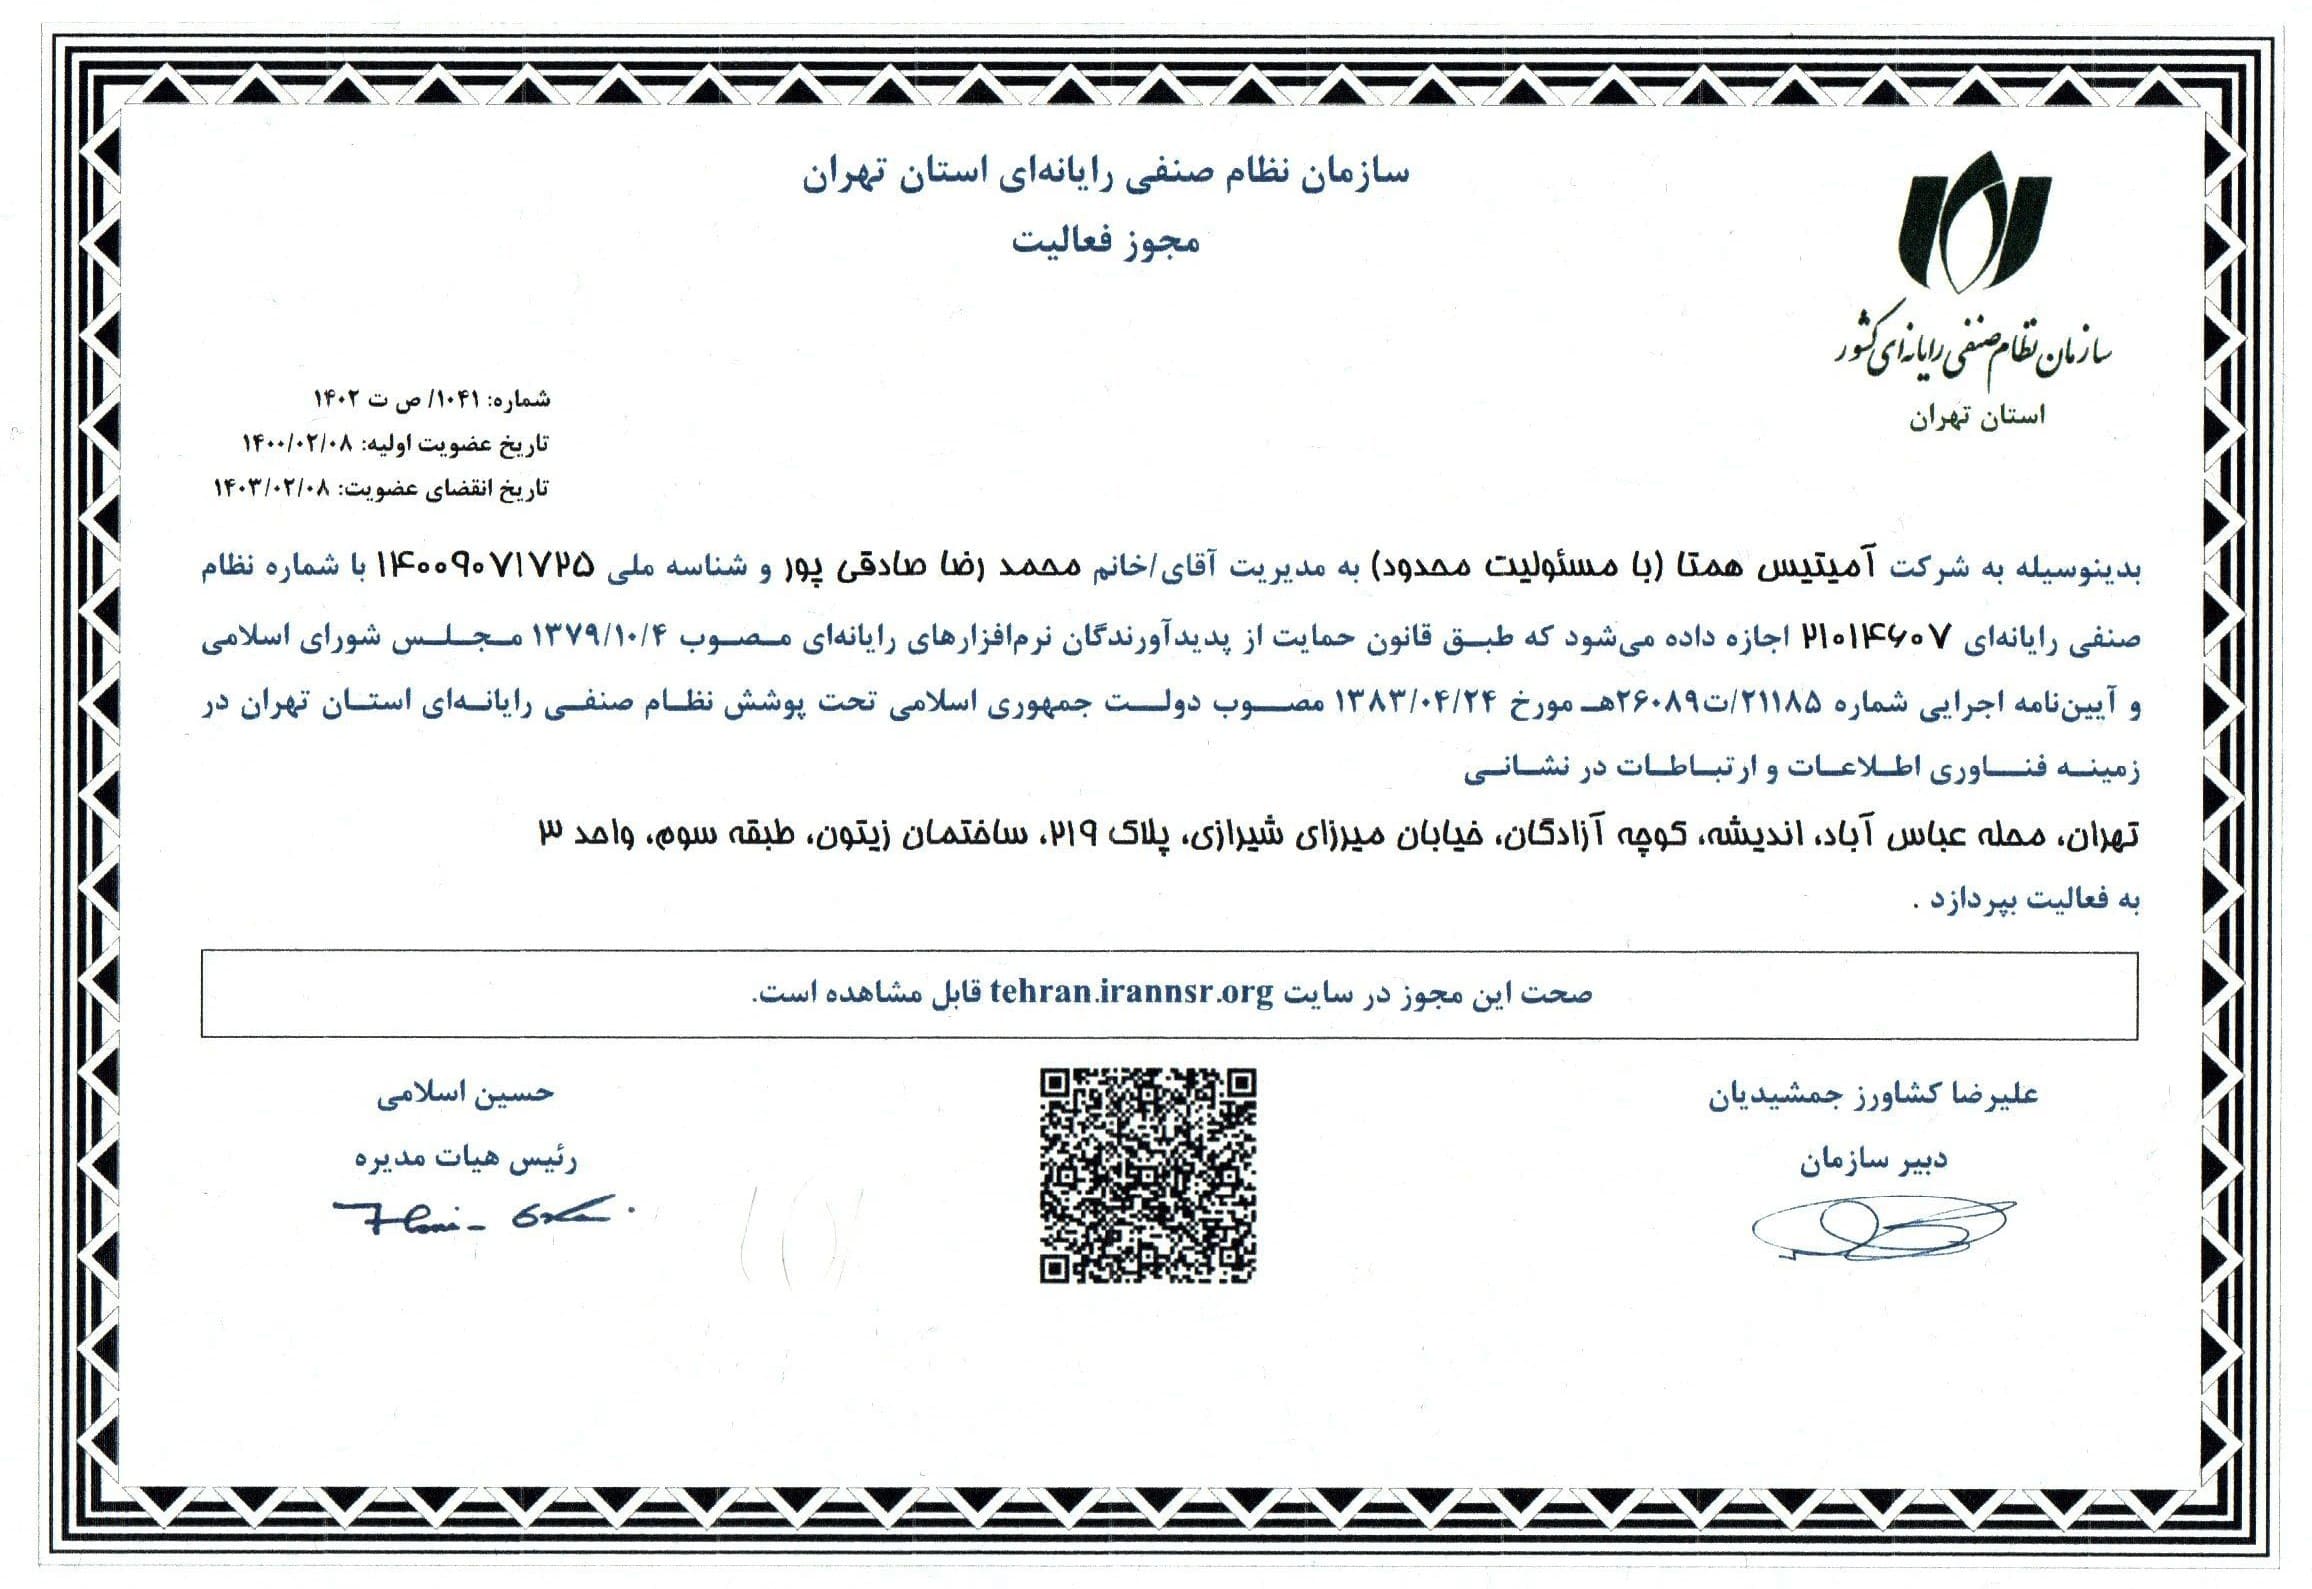 سازمان نظام صنفی رایانه‌ای استان تهران
مجوز فعالیت
سازمان نظام صنفی رایانه‌ای کشور
استان تهران
شماره: ۱۰۴۱/ ص ت ۱۴۰۲
تاریخ عضویت اولیه: ۱۴۰۰/۰۲/۰۸
تاریخ انقضای عضویت: ۱۴۰۳/۰۲/۰۸
بدینوسیله به شرکت آمیتیس همتا (با مسئولیت محدود) به مدیریت آقای/خانم محمد رضا صادقی پور و شناسه ملی ۱۴۰۰۹۰۷۱۷۲۵ با شماره نظام
صنفی رایانه‌ای ۲۱۰۱۴۶۰۷ اجازه داده می‌شود که طبق قانون حمایت از پدیدآورندگان نرم‌افزارهای رایانه‌ای مصوب ۱۳۷۹/۱۰/۴ مجلس شورای اسلامی
و آیین‌نامه اجرایی شماره ۲۱۱۸۵/ت۲۶۰۸۹هـ مورخ ۱۳۸۳/۰۴/۲۴ مصوب دولت جمهوری اسلامی تحت پوشش نظام صنفی رایانه‌ای استان تهران در
زمینه فناوری اطلاعات و ارتباطات در نشانی
تهران، محله عباس آباد، اندیشه، کوچه آزادگان، خیابان میرزای شیرازی، پلاک ۲۱۹، ساختمان زیتون، طبقه سوم، واحد ۳
به فعالیت بپردازد .
صحت این مجوز در سایت tehran.irannsr.org قابل مشاهده است.
علیرضا کشاورز جمشیدیان
دبیر سازمان
حسین اسلامی
رئیس هیات مدیره